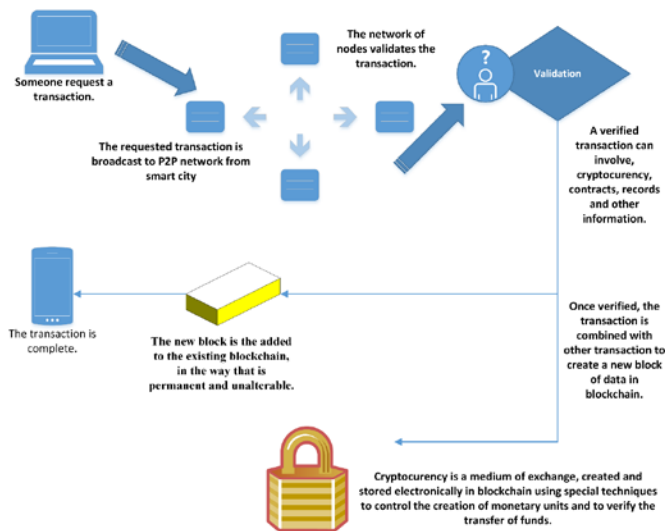 Someone request a
transaction.
The network of
nodes validates the
transaction.
?
Validation
The requested transaction is
broadcast to P2P network from
smart city
A verified
transaction can
involve,
cryptocurency,
contracts, records
and other
information.
The transaction is
complete.
The new block is the added
to the existing blockchain,
in the way that is
permanent and unalterable.
Once verified, the
transaction is
combined with
other transaction to
create a new block
of data in
blockchain.
Cryptocurency is a medium of exchange, created and
stored electronically in blockchain using special techniques
to control the creation of monetary units and to verify the
transfer of funds.